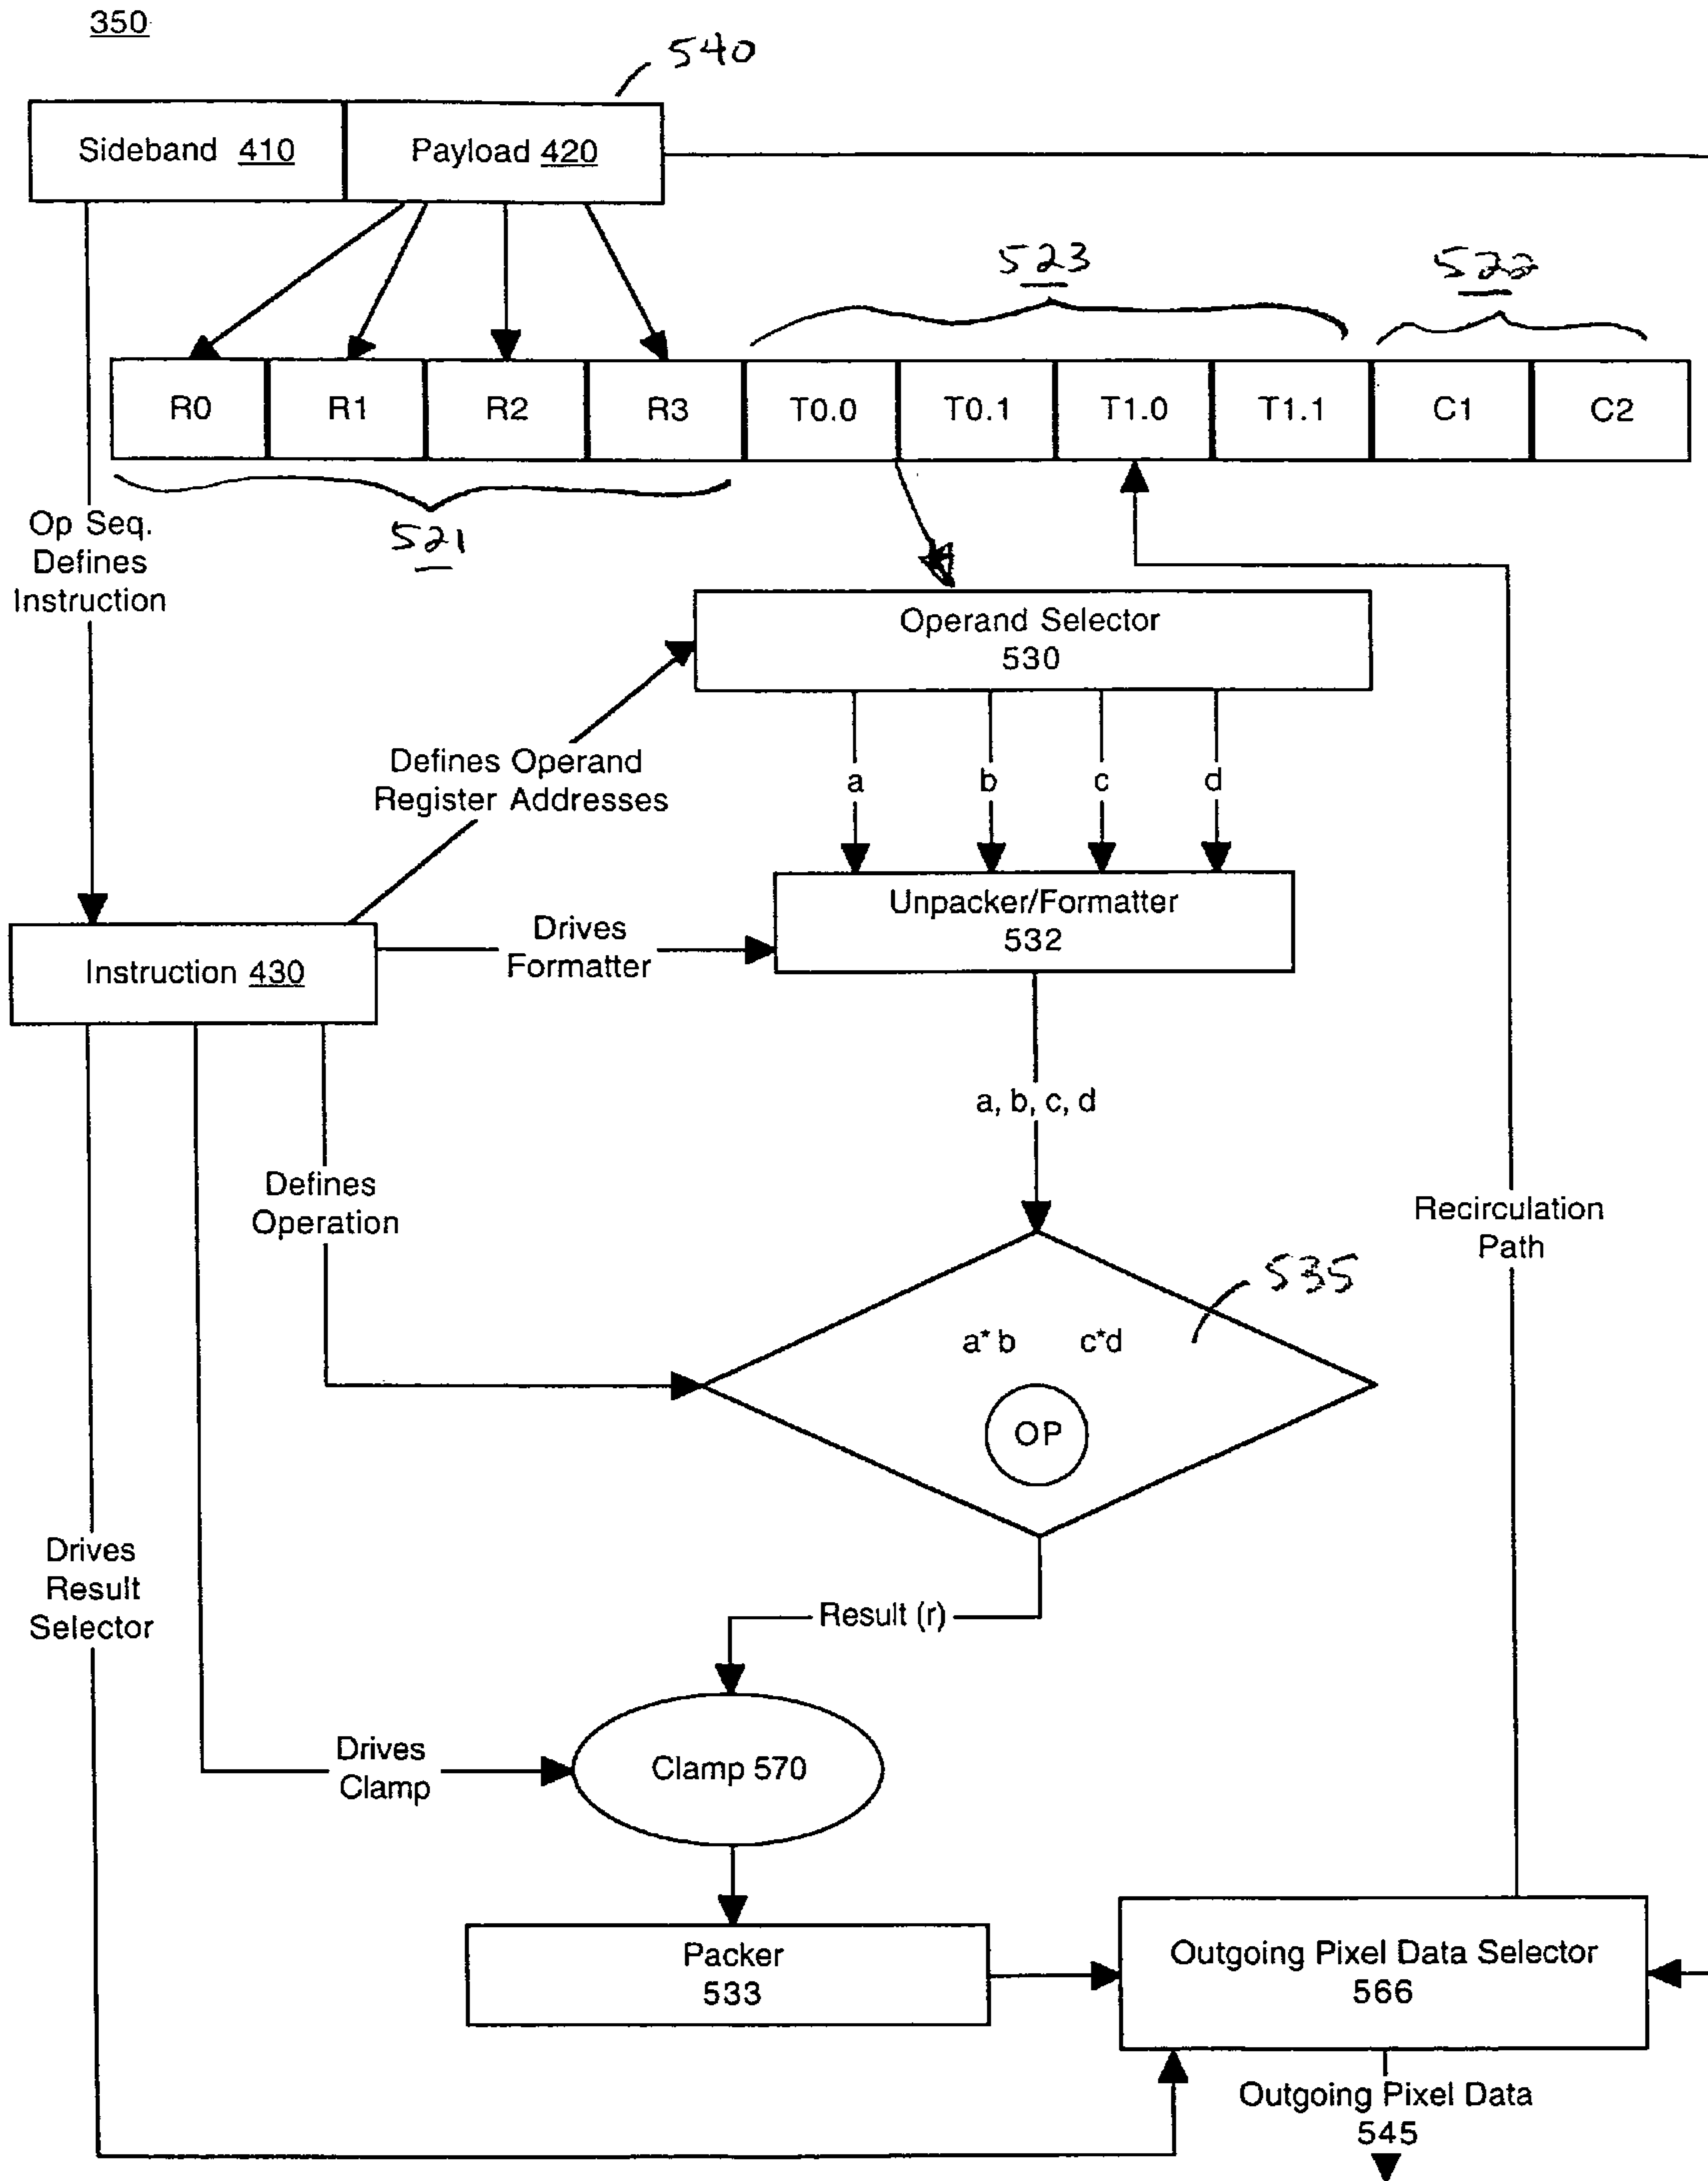 350
540
Sideband 410
Payload 420
523
522
R0 R1 R2 R3 T0.0 T0.1 T1.0 T1.1 C1 C2
521
Op Seq.
Defines
Instruction
Operand Selector
530
Defines Operand
Register Addresses
a b c d
Unpacker/Formatter
532
Drives
Formatter
Instruction 430
a, b, c, d
Defines
Operation
Recirculation
Path
535
a* b c*d
OP
Drives
Result
Selector
Result (r)
Drives
Clamp
Clamp 570
Packer
533
Outgoing Pixel Data Selector
566
Outgoing Pixel Data
545